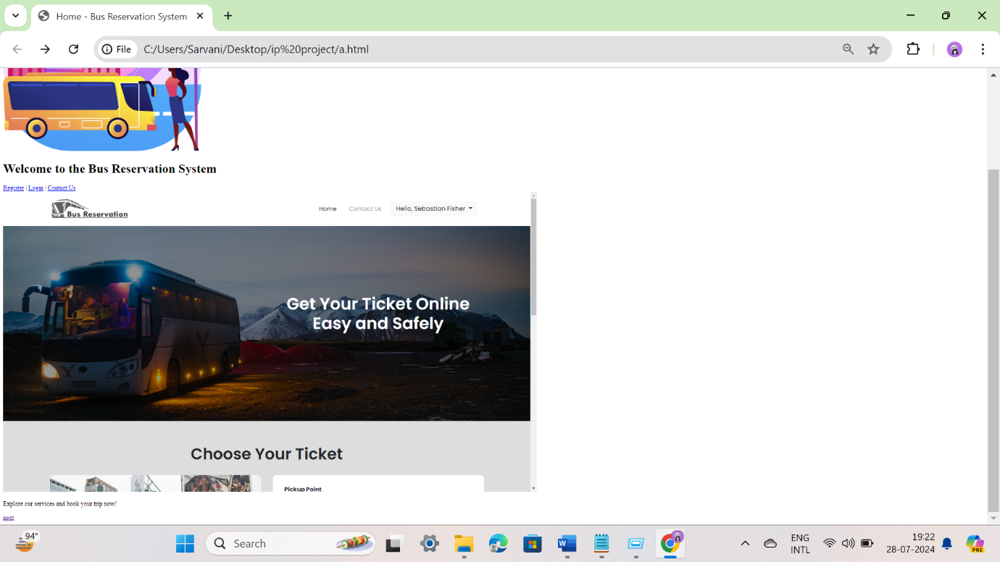 Home - Bus Reservation System
File
C:/Users/Sarvani/Desktop/ip%20project/a.html
Welcome to the Bus Reservation System
Register | Login | Contact Us
Bus Reservation
Home
Contact Us
Hello, Sebastian Fisher
Get Your Ticket Online
Easy and Safely
Choose Your Ticket
Pickup Point
Explore our services and book your trip now!
next
94°
Search
ENG
INTL
19:22
28-07-2024
PRE